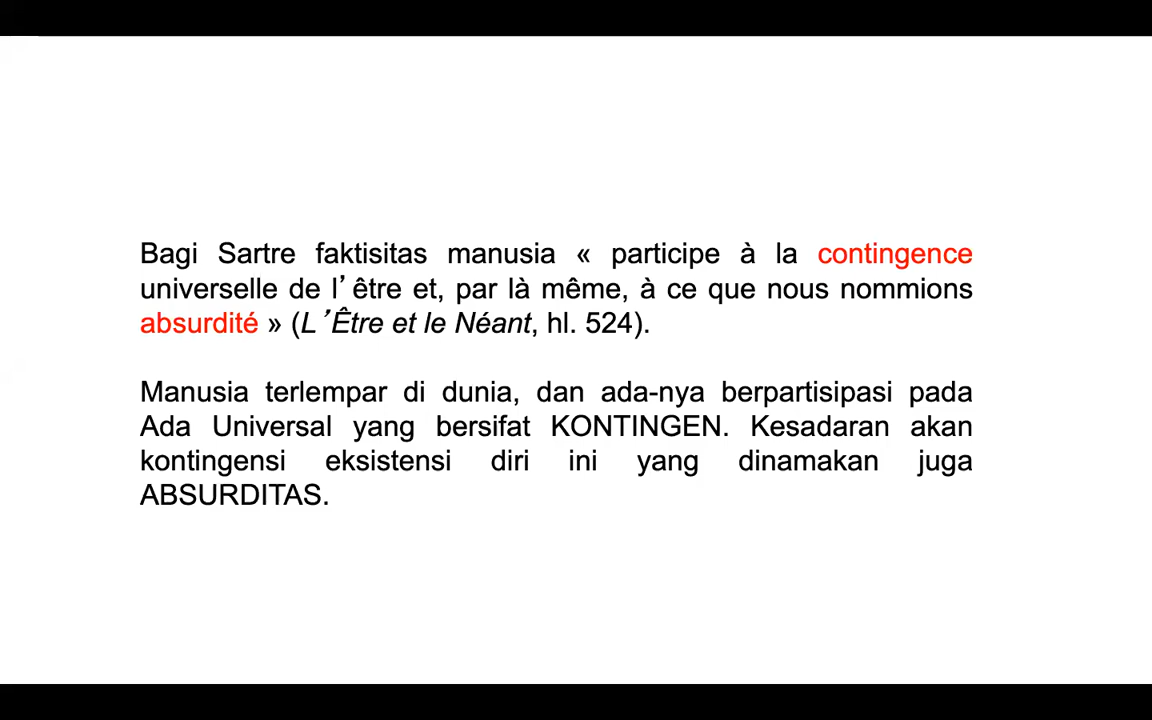 Bagi Sartre faktisitas manusia « participe à la contingence
universelle de l’être et, par là même, à ce que nous nommions
absurdité » (L’Être et le Néant, hl. 524).
Manusia terlempar di dunia, dan ada-nya berpartisipasi pada
Ada Universal yang bersifat KONTINGEN. Kesadaran akan
kontingensi eksistensi diri ini yang dinamakan juga
ABSURDITAS.